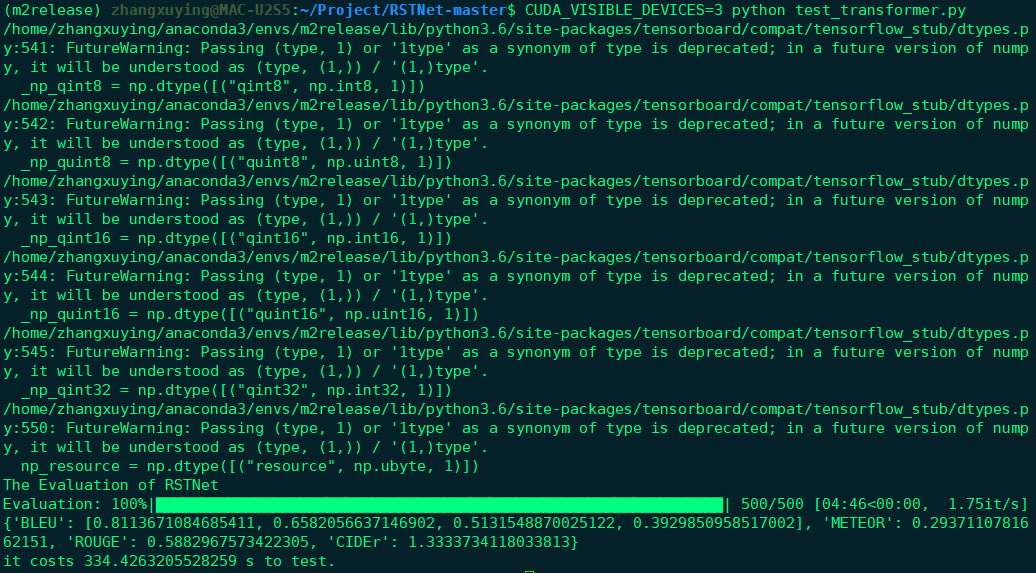 (m2release) zhangxuying@MAC-U2S5:~/Project/RSTNet-master$ CUDA_VISIBLE_DEVICES=3 python test_transformer.py
/home/zhangxuying/anaconda3/envs/m2release/lib/python3.6/site-packages/tensorboard/compat/tensorflow_stub/dtypes.p
y:541: FutureWarning: Passing (type, 1) or '1type' as a synonym of type is deprecated; in a future version of nump
y, it will be understood as (type, (1,)) / '(1,)type'.
  _np_qint8 = np.dtype([("qint8", np.int8, 1)])
/home/zhangxuying/anaconda3/envs/m2release/lib/python3.6/site-packages/tensorboard/compat/tensorflow_stub/dtypes.p
y:542: FutureWarning: Passing (type, 1) or '1type' as a synonym of type is deprecated; in a future version of nump
y, it will be understood as (type, (1,)) / '(1,)type'.
  _np_quint8 = np.dtype([("quint8", np.uint8, 1)])
/home/zhangxuying/anaconda3/envs/m2release/lib/python3.6/site-packages/tensorboard/compat/tensorflow_stub/dtypes.p
y:543: FutureWarning: Passing (type, 1) or '1type' as a synonym of type is deprecated; in a future version of nump
y, it will be understood as (type, (1,)) / '(1,)type'.
  _np_qint16 = np.dtype([("qint16", np.int16, 1)])
/home/zhangxuying/anaconda3/envs/m2release/lib/python3.6/site-packages/tensorboard/compat/tensorflow_stub/dtypes.p
y:544: FutureWarning: Passing (type, 1) or '1type' as a synonym of type is deprecated; in a future version of nump
y, it will be understood as (type, (1,)) / '(1,)type'.
  _np_quint16 = np.dtype([("quint16", np.uint16, 1)])
/home/zhangxuying/anaconda3/envs/m2release/lib/python3.6/site-packages/tensorboard/compat/tensorflow_stub/dtypes.p
y:545: FutureWarning: Passing (type, 1) or '1type' as a synonym of type is deprecated; in a future version of nump
y, it will be understood as (type, (1,)) / '(1,)type'.
  _np_qint32 = np.dtype([("qint32", np.int32, 1)])
/home/zhangxuying/anaconda3/envs/m2release/lib/python3.6/site-packages/tensorboard/compat/tensorflow_stub/dtypes.p
y:550: FutureWarning: Passing (type, 1) or '1type' as a synonym of type is deprecated; in a future version of nump
y, it will be understood as (type, (1,)) / '(1,)type'.
  np_resource = np.dtype([("resource", np.ubyte, 1)])
The Evaluation of RSTNet
Evaluation: 100%|| 500/500 [04:46<00:00,  1.75it/s]
{'BLEU': [0.8113671084685411, 0.6582056637146902, 0.5131548870025122, 0.3929850958517002], 'METEOR': 0.29371107816
62151, 'ROUGE': 0.5882967573422305, 'CIDEr': 1.3333734118033813}
it costs 334.4263205528259 s to test.